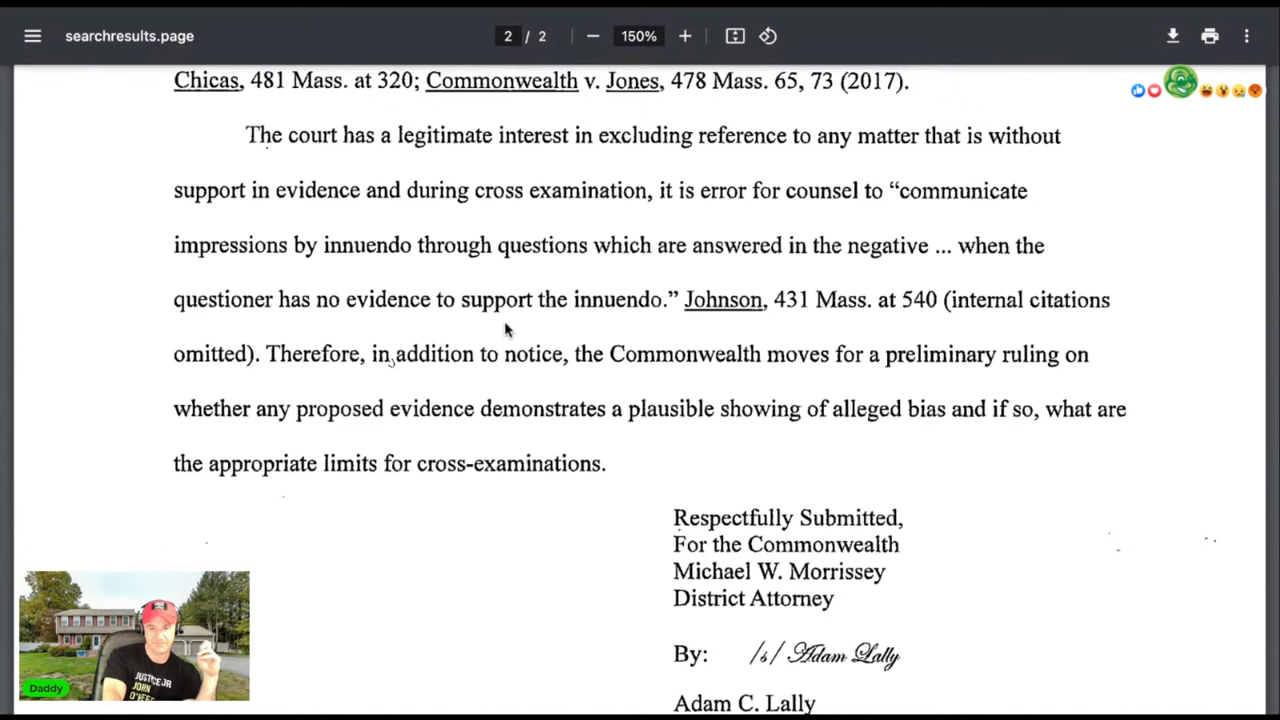 searchresults.page
2 / 2
150%
Chicas, 481 Mass. at 320; Commonwealth v. Jones, 478 Mass. 65, 73 (2017).
The court has a legitimate interest in excluding reference to any matter that is without
support in evidence and during cross examination, it is error for counsel to “communicate
impressions by innuendo through questions which are answered in the negative ... when the
questioner has no evidence to support the innuendo.” Johnson, 431 Mass. at 540 (internal citations
omitted). Therefore, in addition to notice, the Commonwealth moves for a preliminary ruling on
whether any proposed evidence demonstrates a plausible showing of alleged bias and if so, what are
the appropriate limits for cross-examinations.
Respectfully Submitted,
For the Commonwealth
Michael W. Morrissey
District Attorney
By: /s/ Adam Lally
Adam C. Lally
JUSTICE
JOHN
Daddy